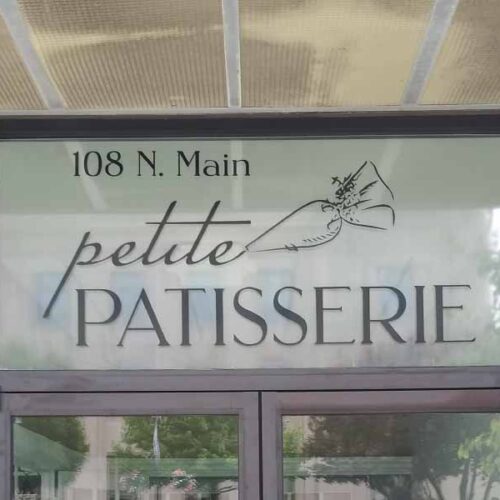 108 N. Main
petite
PATISSERIE